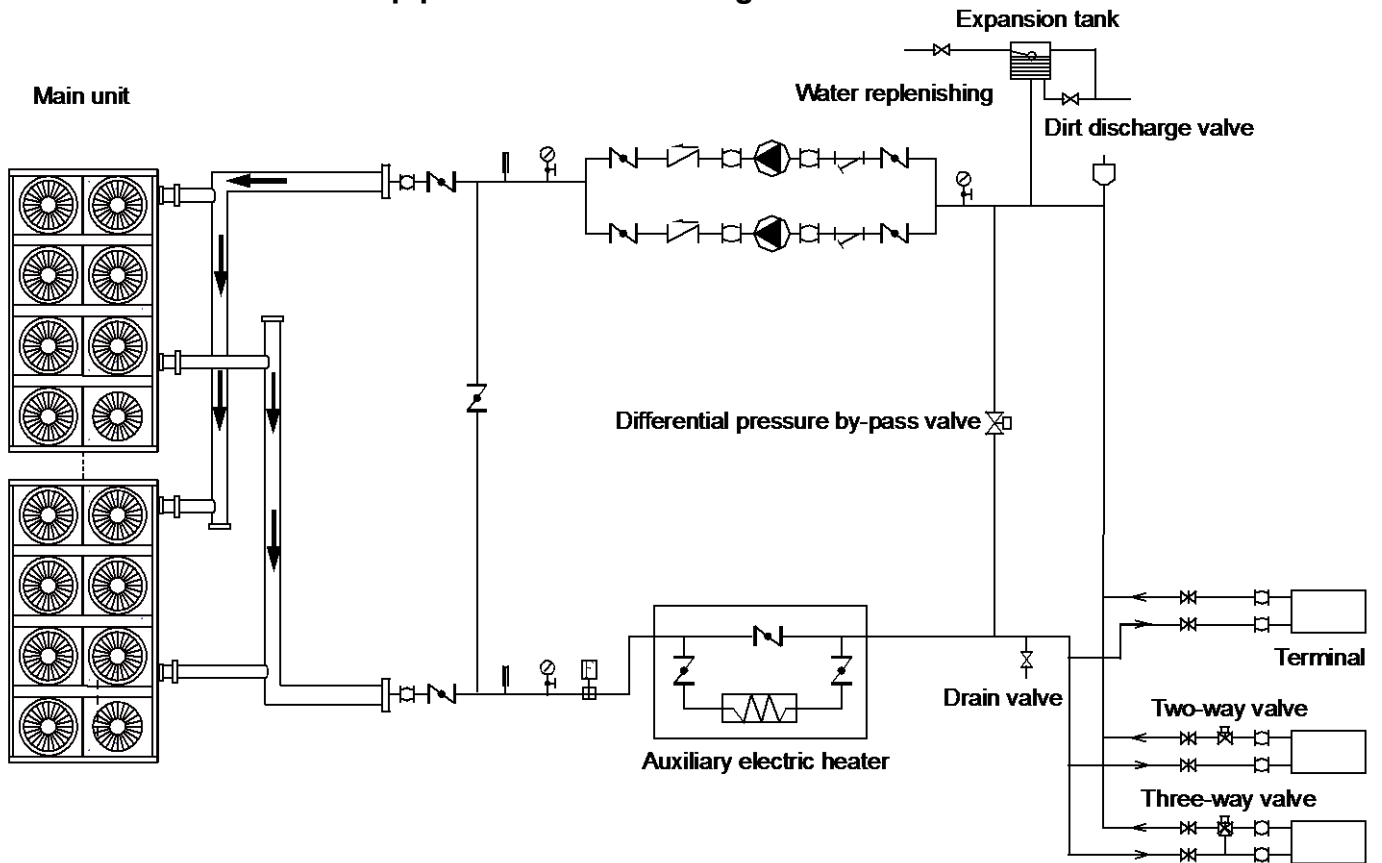 Expansion tank
Main unit
Water replenishing
Dirt discharge valve
Differential pressure by-pass valve
Terminal
Drain valve
Two-way valve
Auxiliary electric heater
Three-way valve